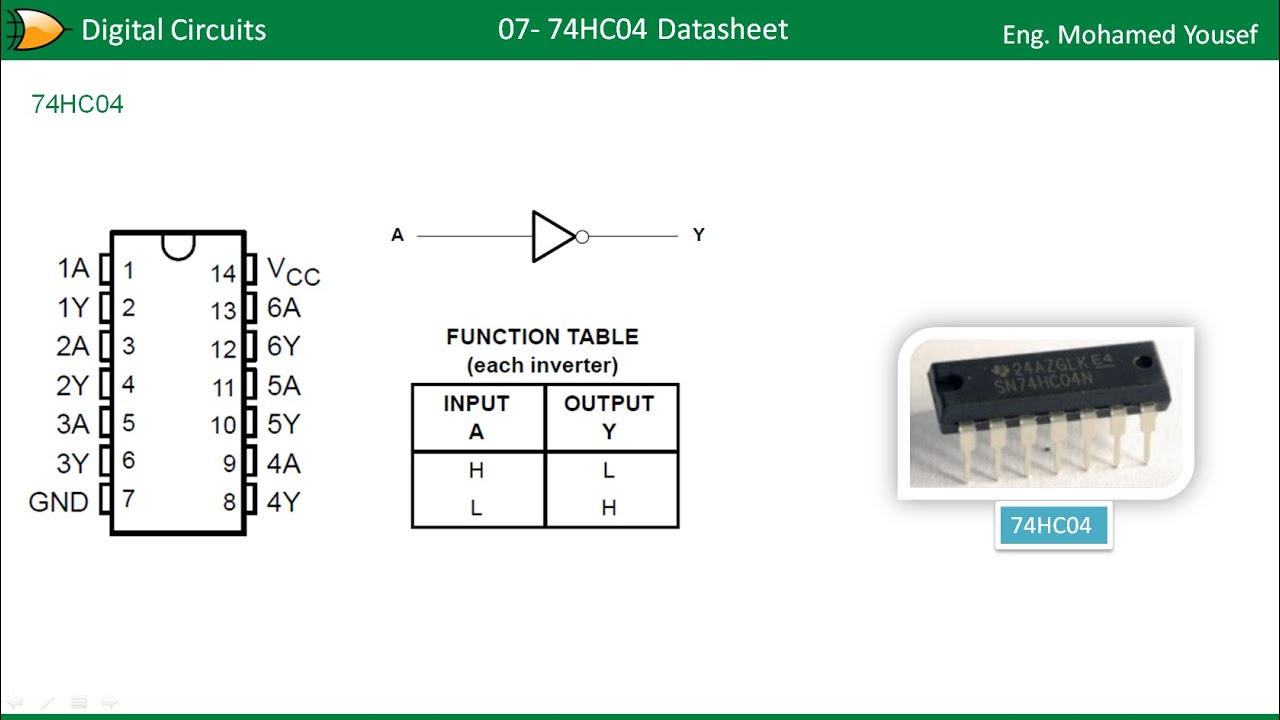 Digital Circuits
07- 74HC04 Datasheet
Eng. Mohamed Yousef
74HC04
1A 1 14 VCC
1Y 2 13 6A
2A 3 12 6Y
2Y 4 11 5A
3A 5 10 5Y
3Y 6 9 4A
GND 7 8 4Y
A Y
FUNCTION TABLE
(each inverter)
INPUT OUTPUT
A Y
H L
L H
24AZGLK E4
SN74HC04N
74HC04